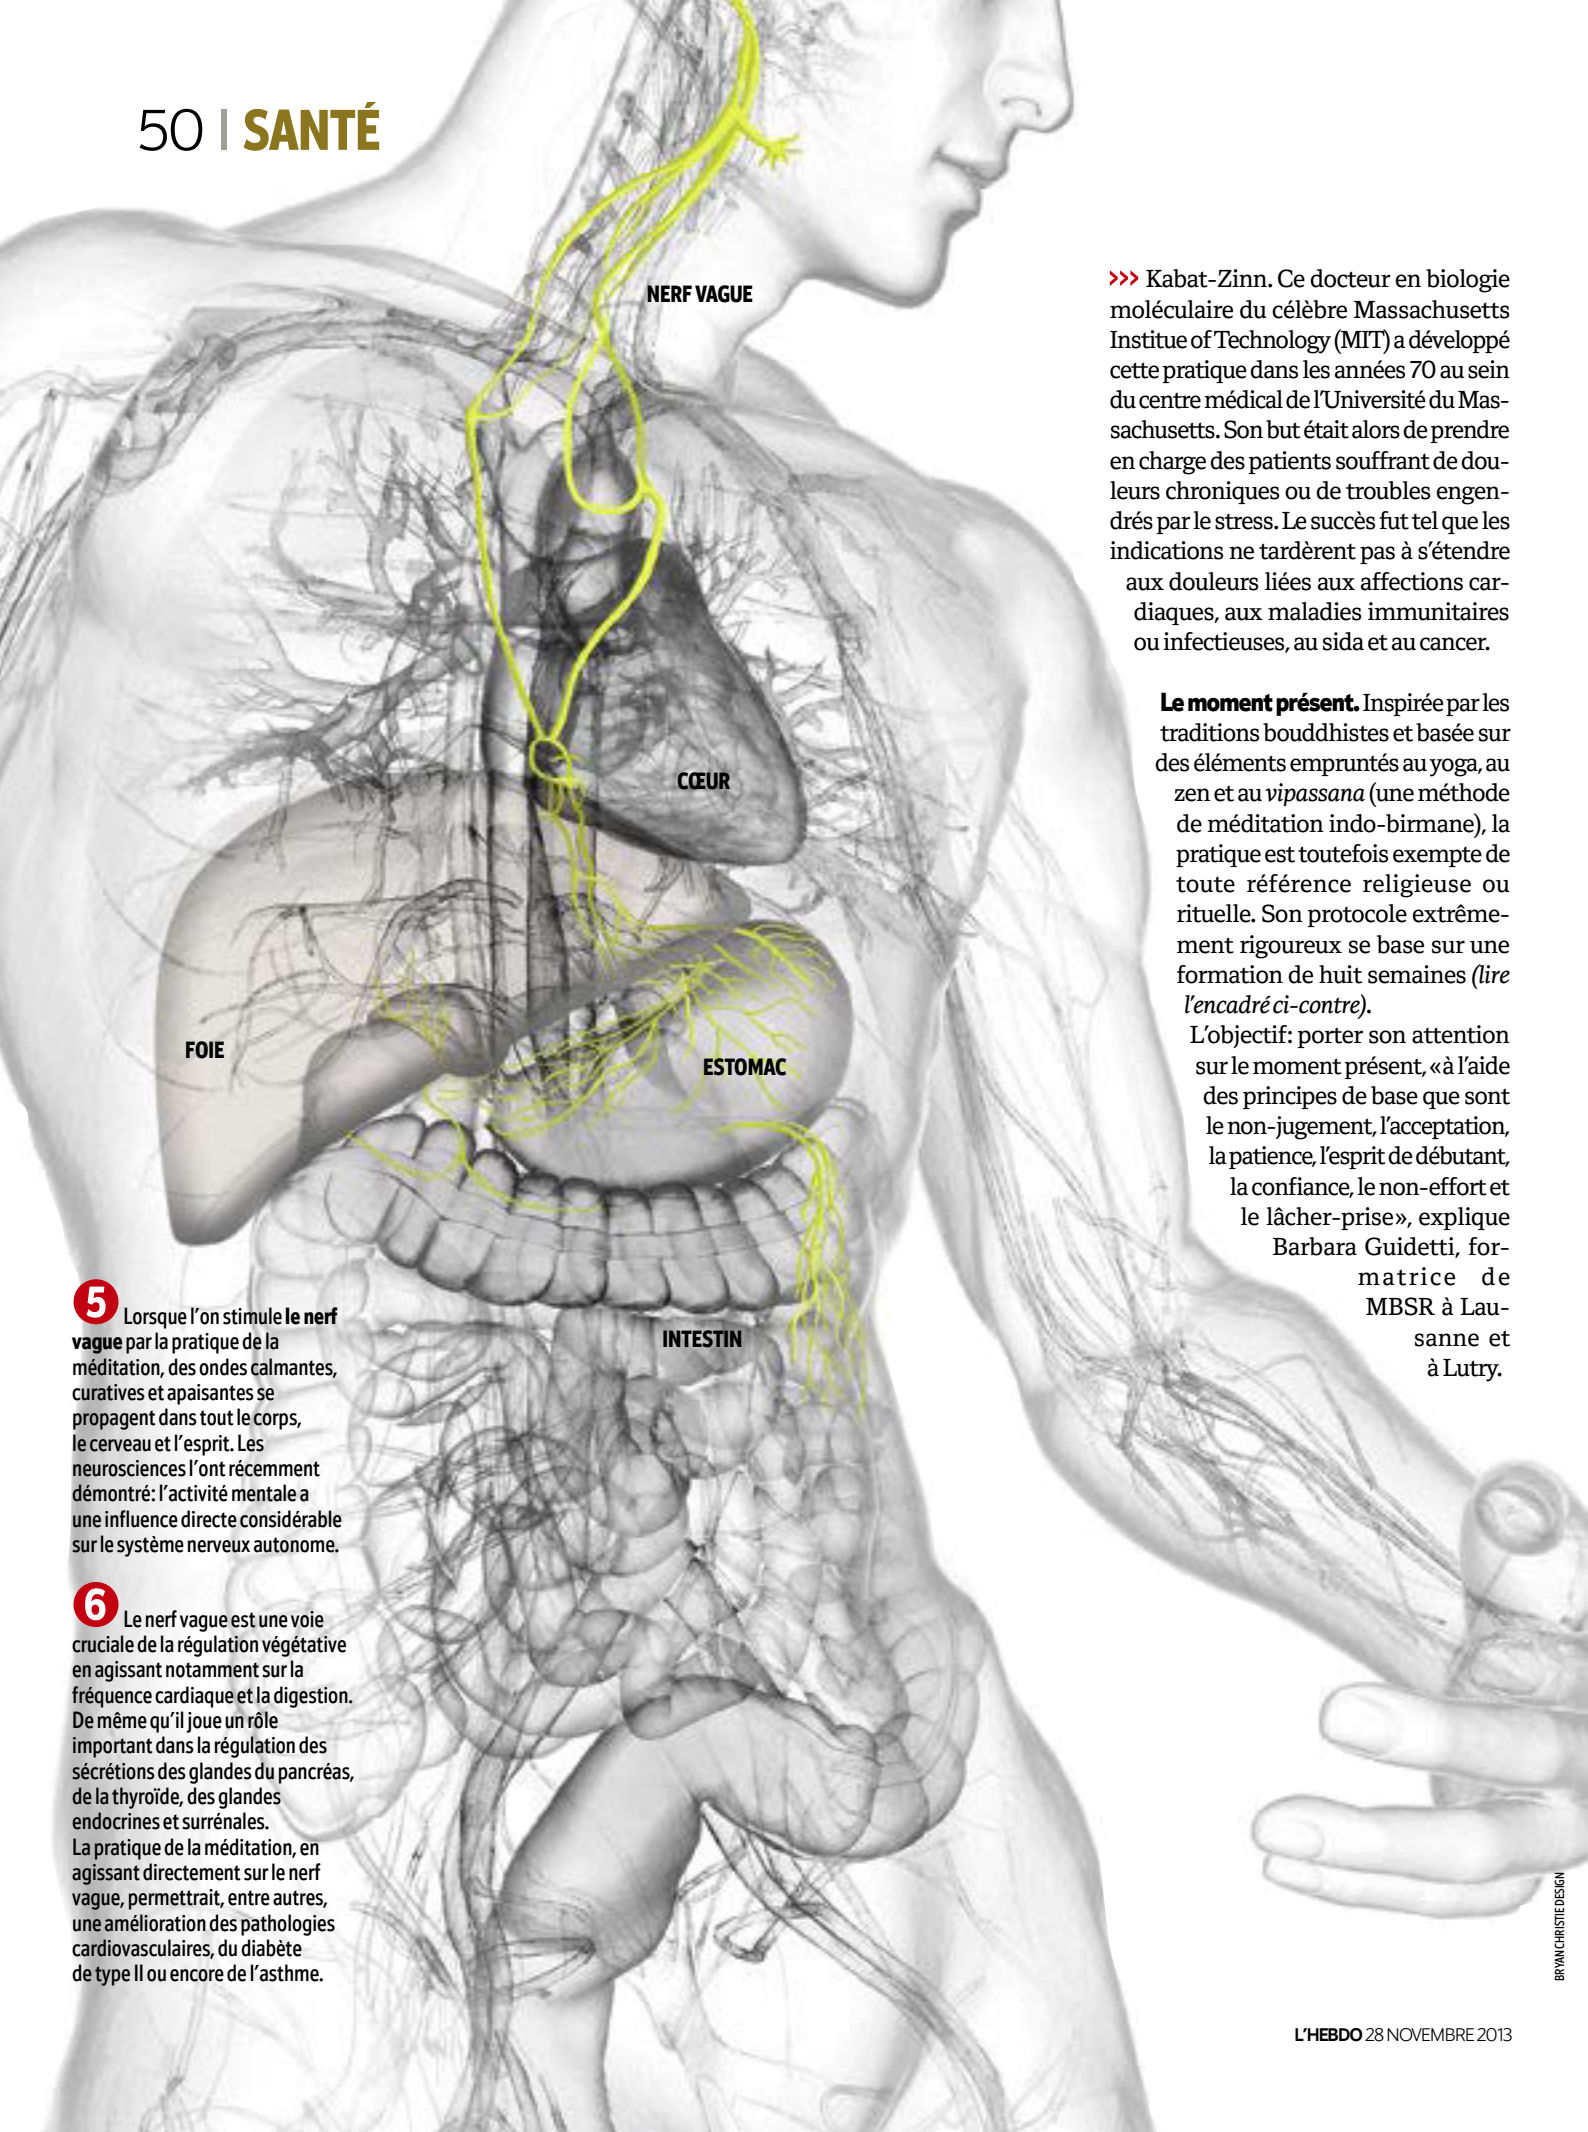 50 | SANTÉ
NERF VAGUE
CŒUR
FOIE
ESTOMAC
INTESTIN
5 Lorsque l'on stimule le nerf
vague par la pratique de la
méditation, des ondes calmantes,
curatives et apaisantes se
propagent dans tout le corps,
le cerveau et l'esprit. Les
neurosciences l'ont récemment
démontré: l'activité mentale a
une influence directe considérable
sur le système nerveux autonome.
6 Le nerf vague est une voie
cruciale de la régulation végétative
en agissant notamment sur la
fréquence cardiaque et la digestion.
De même qu'il joue un rôle
important dans la régulation des
sécrétions des glandes du pancréas,
de la thyroïde, des glandes
endocrines et surrénales.
La pratique de la méditation, en
agissant directement sur le nerf
vague, permettrait, entre autres,
une amélioration des pathologies
cardiovasculaires, du diabète
de type II ou encore de l'asthme.
››› Kabat-Zinn. Ce docteur en biologie
moléculaire du célèbre Massachusetts
Institue of Technology (MIT) a développé
cette pratique dans les années 70 au sein
du centre médical de l'Université du Mas-
sachusetts. Son but était alors de prendre
en charge des patients souffrant de dou-
leurs chroniques ou de troubles engen-
drés par le stress. Le succès fut tel que les
indications ne tardèrent pas à s'étendre
aux douleurs liées aux affections car-
diaques, aux maladies immunitaires
ou infectieuses, au sida et au cancer.
Le moment présent. Inspirée par les
traditions bouddhistes et basée sur
des éléments empruntés au yoga, au
zen et au vipassana (une méthode
de méditation indo-birmane), la
pratique est toutefois exempte de
toute référence religieuse ou
rituelle. Son protocole extrême-
ment rigoureux se base sur une
formation de huit semaines (lire
l'encadré ci-contre).
L'objectif: porter son attention
sur le moment présent, «à l'aide
des principes de base que sont
le non-jugement, l'acceptation,
la patience, l'esprit de débutant,
la confiance, le non-effort et
le lâcher-prise», explique
Barbara Guidetti, for-
matrice de
MBSR à Lau-
sanne et
à Lutry.
BRYAN CHRISTIE DESIGN
L'HEBDO 28 NOVEMBRE 2013